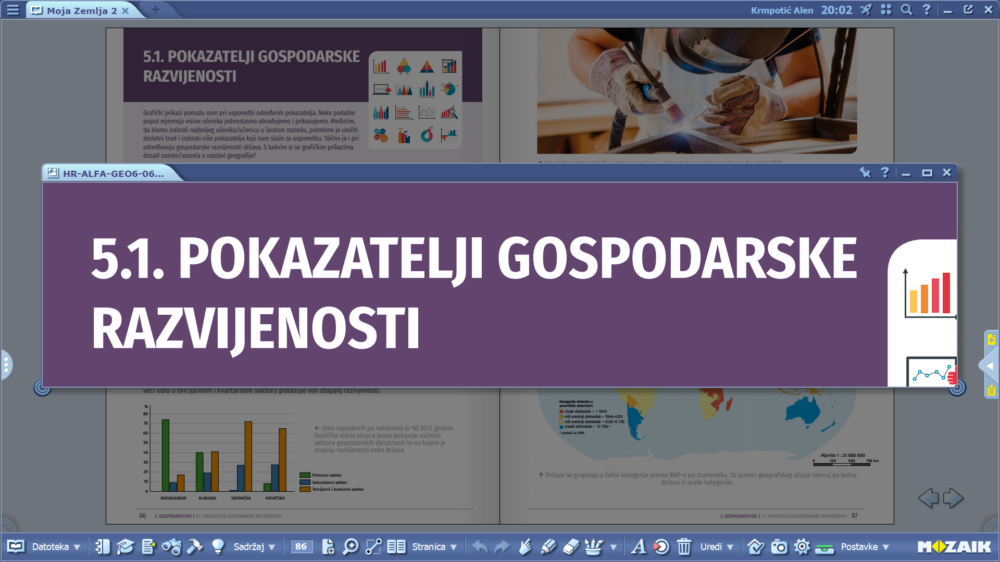 Moja Zemlja 2
Krmpotić Alen 20:02
5.1. POKAZATELJI GOSPODARSKE
RAZVIJENOSTI
Grafički prikazi pomažu nam pri usporedbi određenih pokazatelja. Neke podatke
poput mjerenja visine učenika jednostavno obrađujemo i prikazujemo. Međutim,
da bismo izabrali najboljeg učenika/učenicu u šestom razredu, potrebno je uložiti
dodatni trud i izabrati više pokazatelja koji nam služe za usporedbu. Slično je i pri
određivanju gospodarske razvijenosti država. S kakvim si se grafičkim prikazima
dosad susreo/susrela u nastavi geografije?
HR-ALFA-GEO6-06...
5.1. POKAZATELJI GOSPODARSKE
RAZVIJENOSTI
veći udio u tercijarnom i kvartarnom sektoru pokazuje viši stupanj razvijenosti.
%
80
70
60
50
40
30
20
10
0
MADAGASKAR ALBANIJA NJEMAČKA HRVATSKA
← Udio zaposlenih po sektorima (u %) 2017. godine
Različita visina stupca jasno pokazuje važnost
sektora gospodarskih djelatnosti te na kojem je
stupnju razvijenosti neka država.
Primarni sektor
Sekundarni sektor
Tercijarni i kvartarni sektor
86 5. GOSPODARSTVOE / 5.1. POKAZATELJI GOSPODARSKE RAZVIJENOSTI
Kategorije dohotka u
američkim dolarima*:
nizak dohodak – < 1045
niži srednji dohodak – 1046-4125
viši srednji dohodak – 4126-12 735
visoki dohodak – 12 736 <
* podaci za 2016.
Mjerilo 1 : 25 000 000
0 250 500 750 km
↑ Države se grupiraju u četiri kategorije prema BNP-u po stanovniku. Uz pomoć geografskog atlasa imenuj po jednu
državu iz svake kategorije.
5. GOSPODARSTVOE / 5.1. POKAZATELJI GOSPODARSKE RAZVIJENOSTI 87
Datoteka Sadržaj 86 Stranica Uredi Postavke MOZAIK